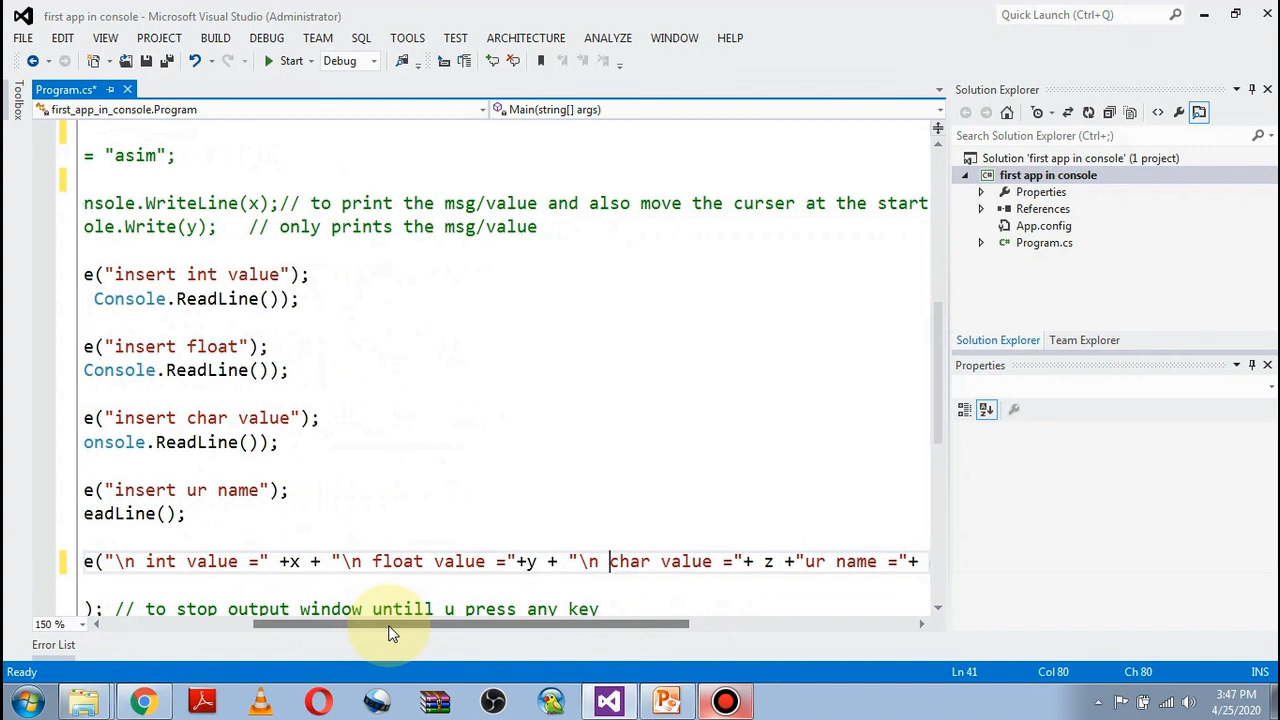 first app in console - Microsoft Visual Studio (Administrator)
Quick Launch (Ctrl+Q)
FILE EDIT VIEW PROJECT BUILD DEBUG TEAM SQL TOOLS TEST ARCHITECTURE ANALYZE WINDOW HELP
Start Debug
Toolbox
Program.cs*
first_app_in_console.Program
Main(string[] args)
= "asim";
nsole.WriteLine(x);// to print the msg/value and also move the curser at the start
ole.Write(y);   // only prints the msg/value
e("insert int value");
Console.ReadLine());
e("insert float");
Console.ReadLine());
e("insert char value");
onsole.ReadLine());
e("insert ur name");
eadLine();
e("\n int value =" +x + "\n float value ="+y + "\n char value ="+ z +"ur name ="+
); // to stop output window untill u press any key
150 %
Error List
Solution Explorer
Search Solution Explorer (Ctrl+;)
Solution 'first app in console' (1 project)
first app in console
Properties
References
App.config
Program.cs
Solution Explorer Team Explorer
Properties
Ready
Ln 41
Col 80
Ch 80
INS
3:47 PM
4/25/2020